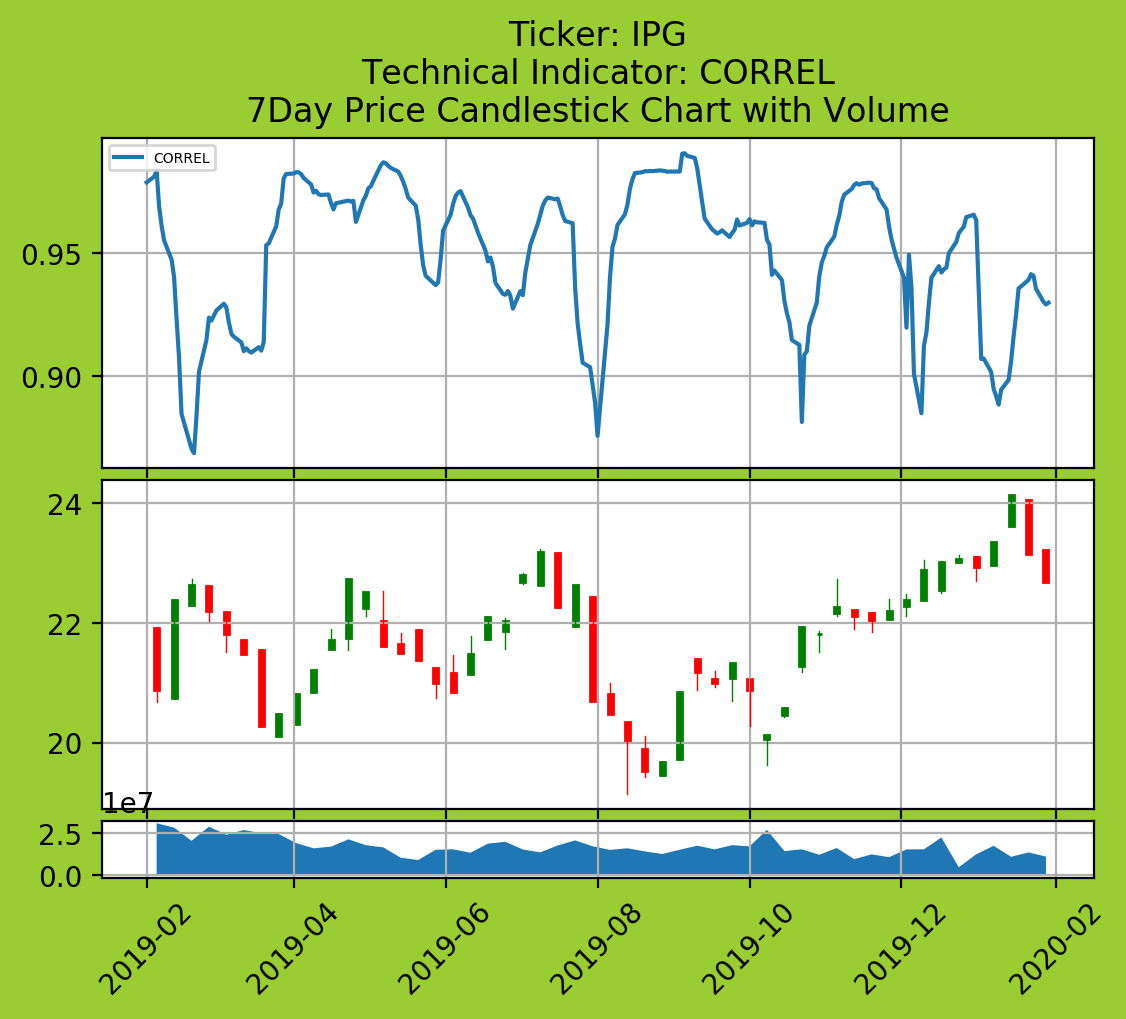 Ticker: IPG
Technical Indicator: CORREL
7Day Price Candlestick Chart with Volume
CORREL
0.95
0.90
24
22
20
1e7
2.5
0.0
2019-02
2019-04
2019-06
2019-08
2019-10
2019-12
2020-02